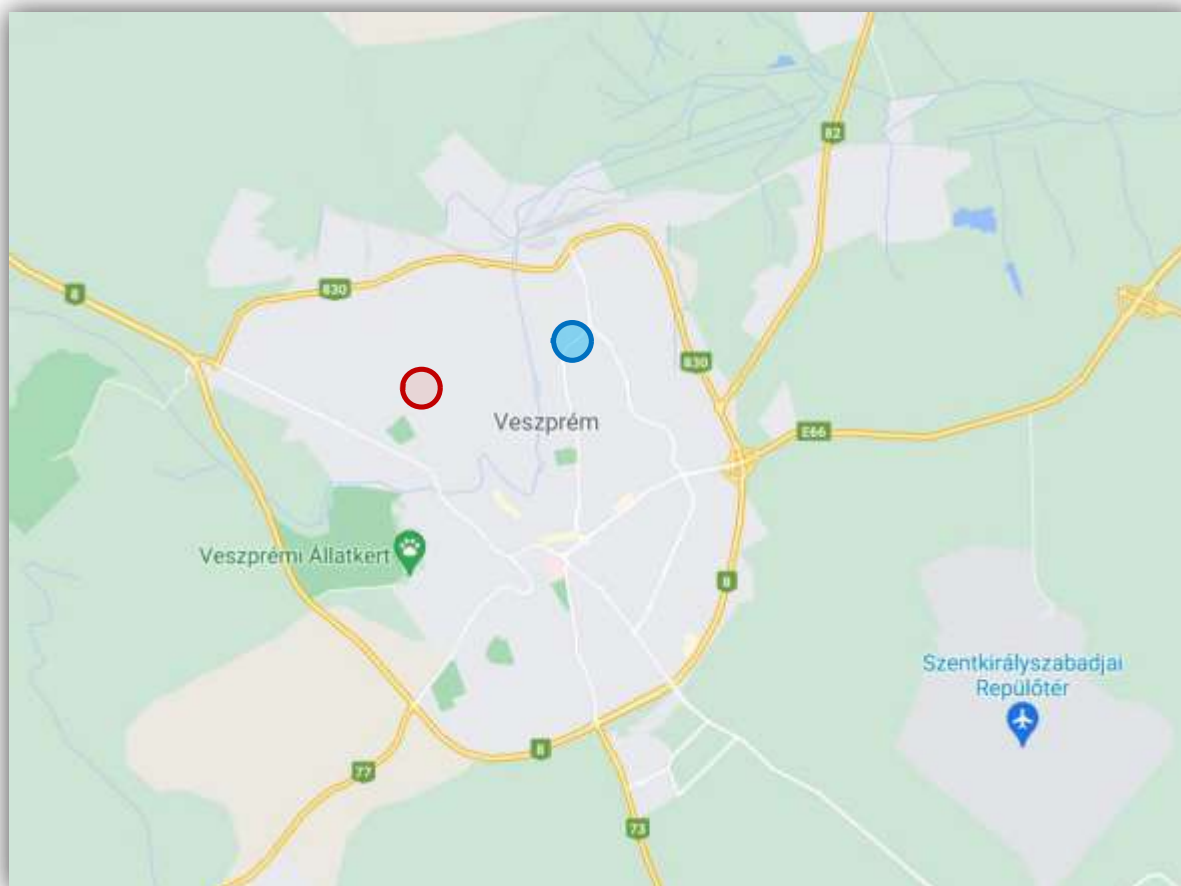 82
8
830
830
Veszprém
E66
Veszprémi Állatkert
8
Szentkirályszabadjai
Repülőtér
8
77
73